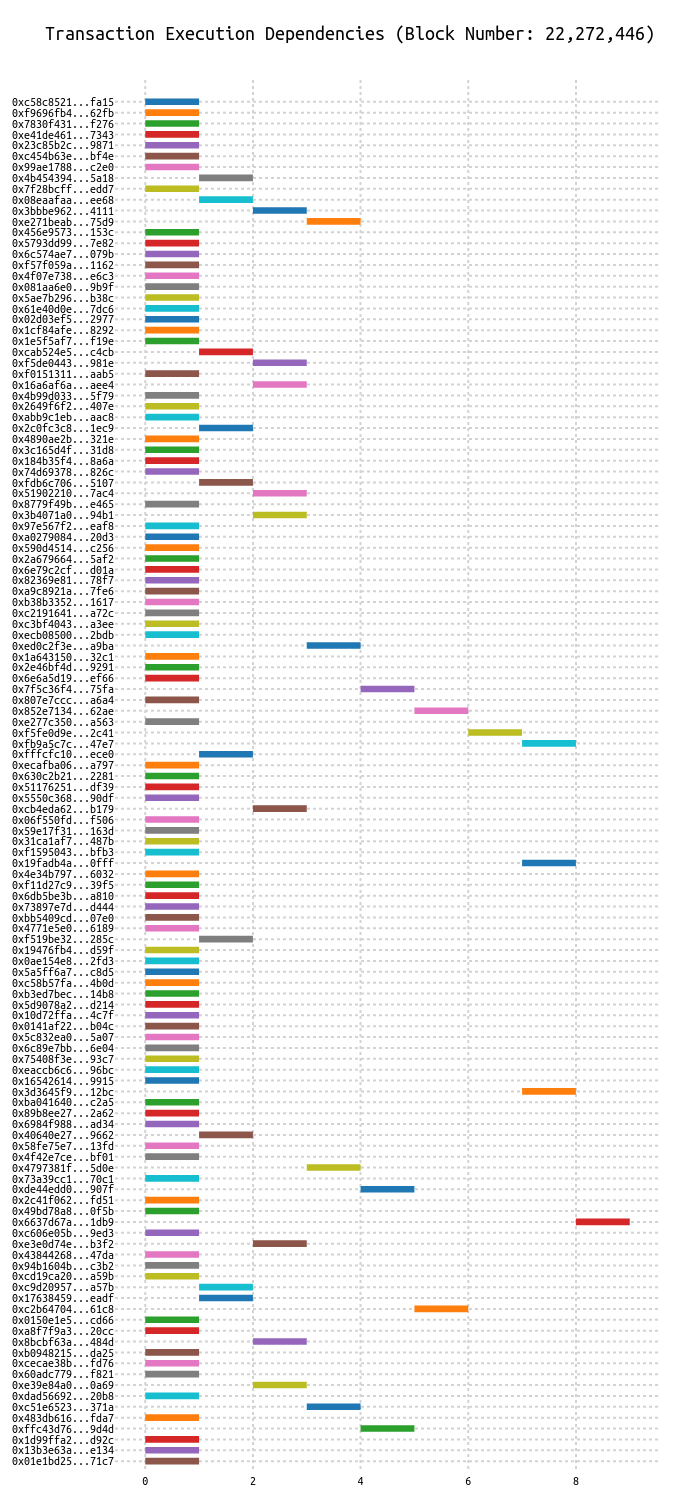 Transaction Execution Dependencies (Block Number: 22,272,446)
0xc58c8521...fa15
0xf9696fb4...62fb
0x7830f431...f276
0xe41de461...7343
0x23c85b2c...9871
0xc454b63e...bf4e
0x99ae1788...c2e0
0x4b454394...5a18
0x7f28bcff...edd7
0x08eaafaa...ee68
0x3bbbe962...4111
0xe271beab...75d9
0x456e9573...153c
0x5793dd99...7e82
0x6c574ae7...079b
0xf57f059a...1162
0x4f07e738...e6c3
0x081aa6e0...9b9f
0x5ae7b296...b38c
0x61e40d0e...7dc6
0x02d03ef5...2977
0x1cf84afe...8292
0x1e5f5af7...f19e
0xcab524e5...c4cb
0xf5de0443...981e
0xf0151311...aab5
0x16a6af6a...aee4
0x4b99d033...5f79
0x2649f6f2...407e
0xabb9c1eb...aac8
0x2c0fc3c8...1ec9
0x4890ae2b...321e
0x3c165d4f...31d8
0x184b35f4...8a6a
0x74d69378...826c
0xfdb6c706...5107
0x51902210...7ac4
0x8779f49b...e465
0x3b4071a0...94b1
0x97e567f2...eaf8
0xa0279084...20d3
0x590d4514...c256
0x2a679664...5af2
0x6e79c2cf...d01a
0x82369e81...78f7
0xa9c8921a...7fe6
0xb38b3352...1617
0xc2191641...a72c
0xc3bf4043...a3ee
0xecb08500...2bdb
0xed0c2f3e...a9ba
0x1a643150...32c1
0x2e46bf4d...9291
0x6e6a5d19...ef66
0x7f5c36f4...75fa
0x807e7ccc...a6a4
0x852e7134...62ae
0xe277c350...a563
0xf5fe0d9e...2c41
0xfb9a5c7c...47e7
0xfffcfc10...ece0
0xecafba06...a797
0x630c2b21...2281
0x51176251...df39
0x5550c368...90df
0xcb4eda62...b179
0x06f550fd...f506
0x59e17f31...163d
0x31ca1af7...487b
0xf1595043...bfb3
0x19fadb4a...0fff
0x4e34b797...6032
0xf11d27c9...39f5
0x6db5be3b...a810
0x73897e7d...d444
0xbb5409cd...07e0
0x4771e5e0...6189
0xf519be32...285c
0x19476fb4...d59f
0x0ae154e8...2fd3
0x5a5ff6a7...c8d5
0xc58b57fa...4b0d
0xb3ed7bec...14b8
0x5d9078a2...d214
0x10d72ffa...4c7f
0x0141af22...b04c
0x5c832ea0...5a07
0x6c89e7bb...6e04
0x75408f3e...93c7
0xeaccb6c6...96bc
0x16542614...9915
0x3d3645f9...12bc
0xba041640...c2a5
0x89b8ee27...2a62
0x6984f988...ad34
0x40640e27...9662
0x58fe75e7...13fd
0x4f42e7ce...bf01
0x4797381f...5d0e
0x73a39cc1...70c1
0xde44edd0...907f
0x2c41f062...fd51
0x49bd78a8...0f5b
0x6637d67a...1db9
0xc606e05b...9ed3
0xe3e0d74e...b3f2
0x43844268...47da
0x94b1604b...c3b2
0xcd19ca20...a59b
0xc9d20957...a57b
0x17638459...eadf
0xc2b64704...61c8
0x0150e1e5...cd66
0xa8f7f9a3...20cc
0x8bcbf63a...484d
0xb0948215...da25
0xcecae38b...fd76
0x60adc779...f821
0xe39e84a0...0a69
0xdad56692...20b8
0xc51e6523...371a
0x483db616...fda7
0xffc43d76...9d4d
0x1d99ffa2...d92c
0x13b3e63a...e134
0x01e1bd25...71c7
0 2 4 6 8